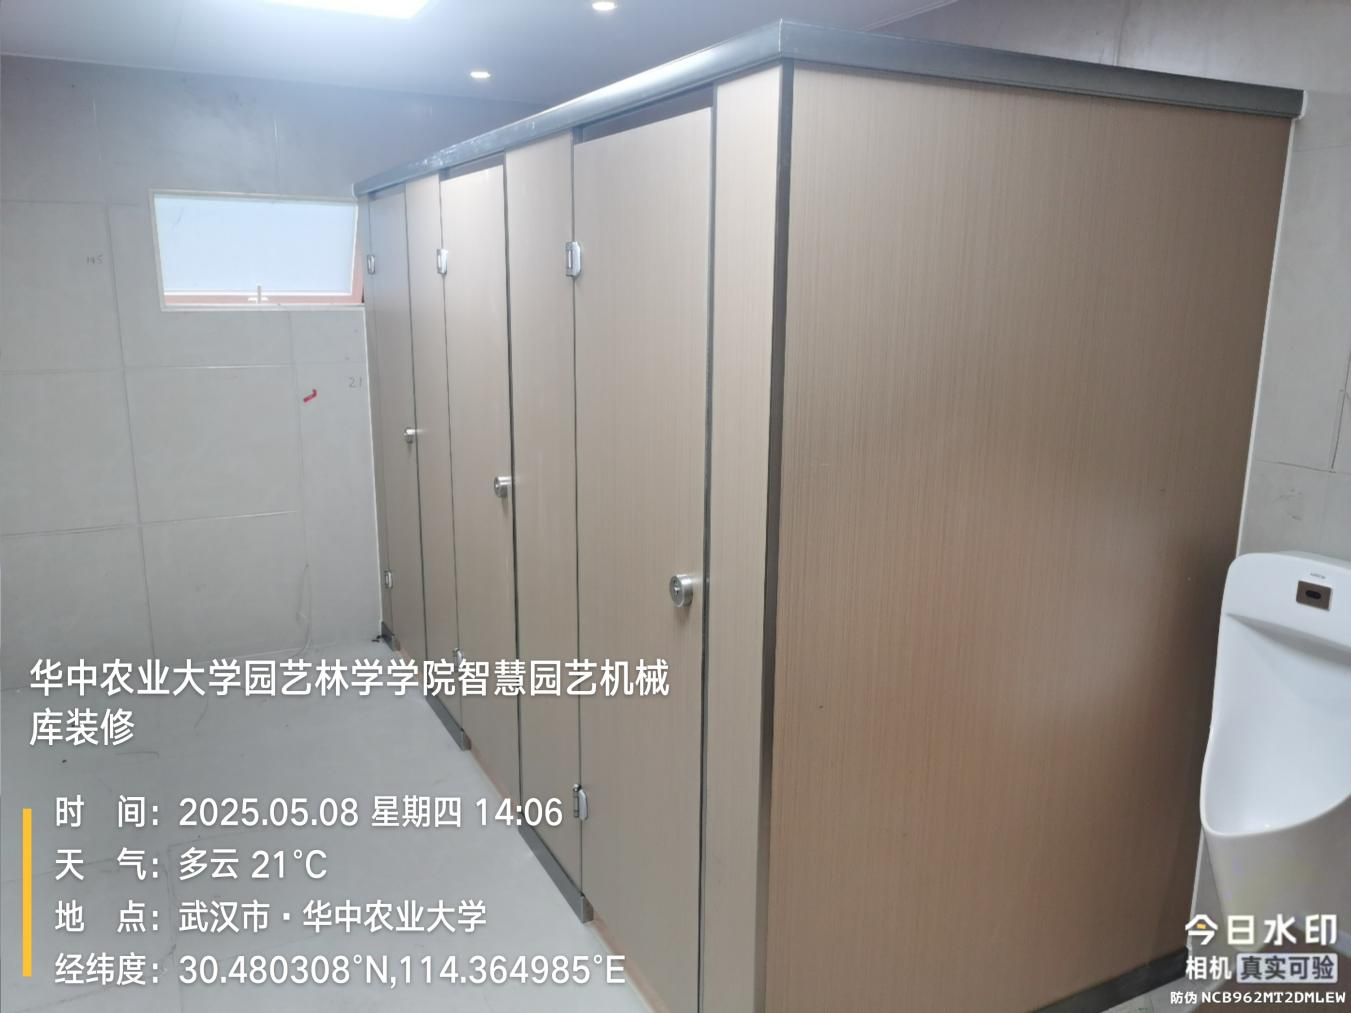 145
21
华中农业大学园艺林学学院智慧园艺机械
库装修
时 间：2025.05.08 星期四 14:06
天 气：多云 21°C
地 点：武汉市·华中农业大学
经纬度：30.480308°N,114.364985°E
今日水印
相机 真实可验
防伪 NCB962MT2DMLEW